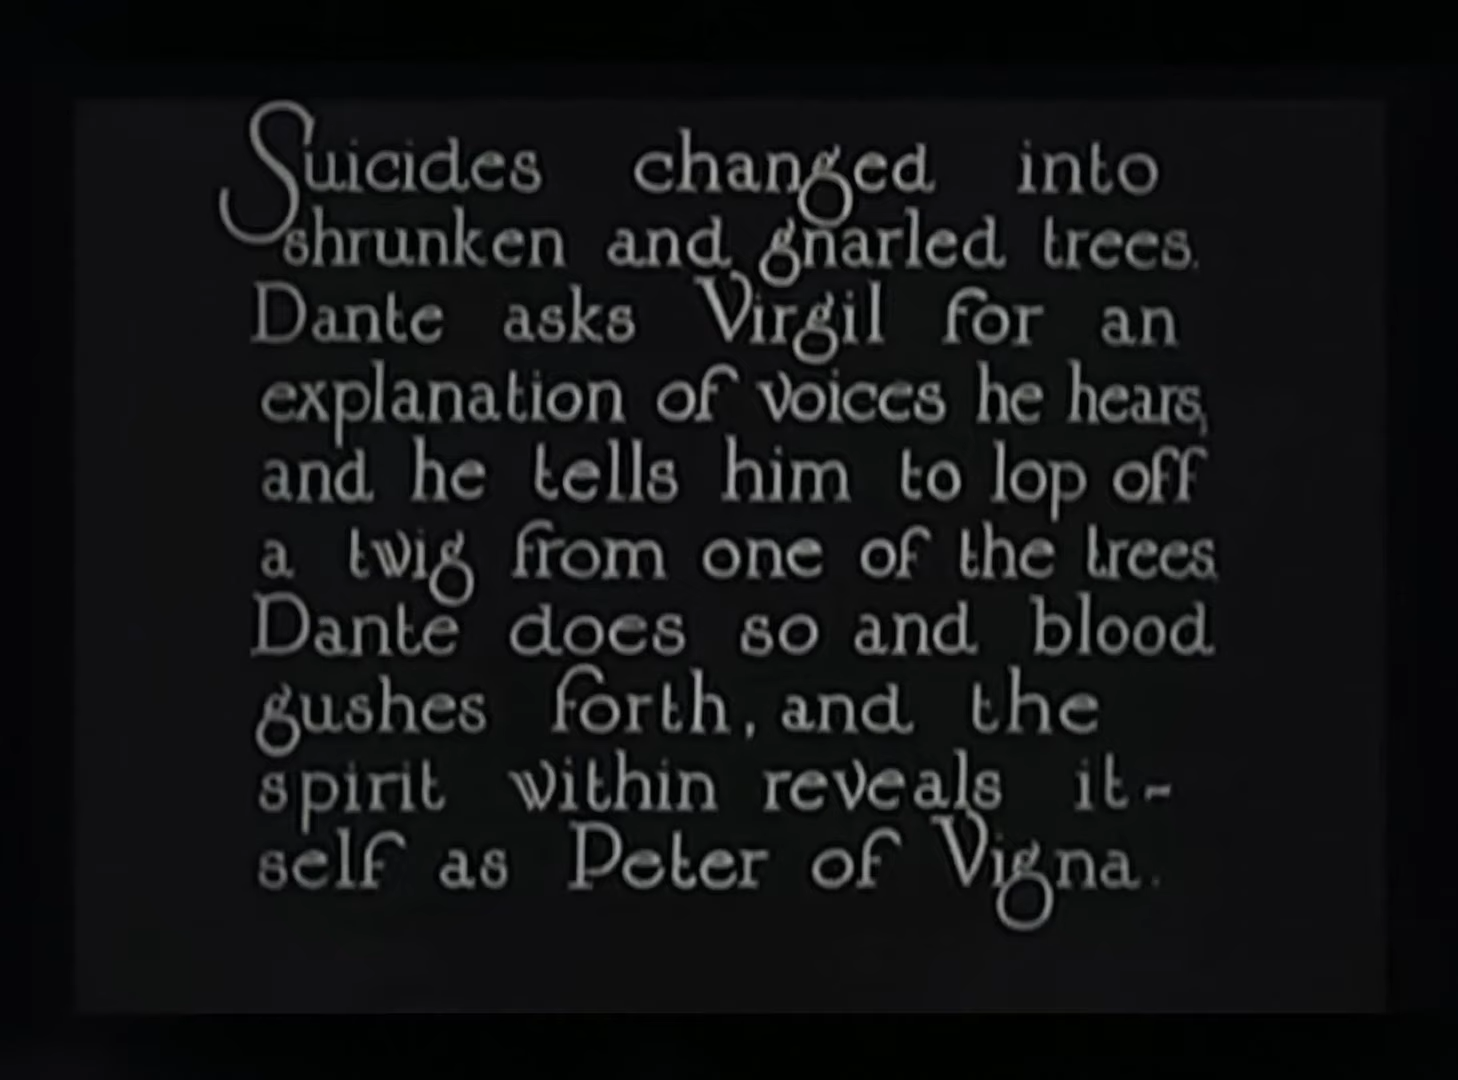 Suicides changed into
shrunken and gnarled trees.
Dante asks Virgil for an
explanation of voices he hears,
and he tells him to lop off
a twig from one of the trees
Dante does so and blood
gushes forth, and the
spirit within reveals it-
self as Peter of Vigna.